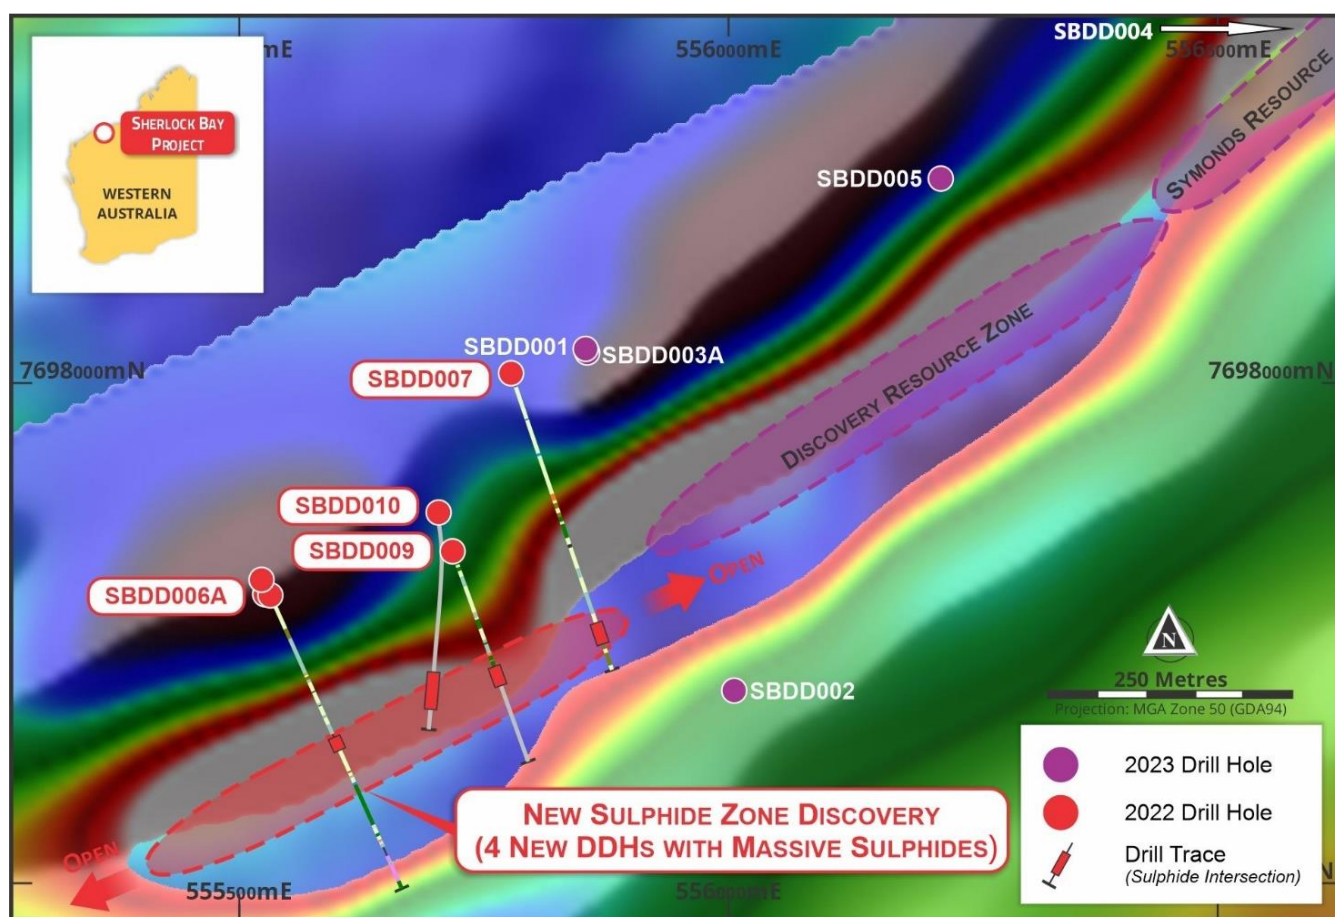 SBDD004
mE
556000mE
556500mE
SHERLOCK BAY
PROJECT
WESTERN
AUSTRALIA
SYMONDS RESOURCE
SBDD005
DISCOVERY RESOURCE ZONE
SBDD001
SBDD003A
7698000mN
7698000mN
SBDD007
SBDD010
SBDD009
OPEN
SBDD006A
SBDD002
N
250 Metres
Projection: MGA Zone 50 (GDA94)
NEW SULPHIDE ZONE DISCOVERY
(4 NEW DDHS WITH MASSIVE SULPHIDES)
2023 Drill Hole
2022 Drill Hole
Drill Trace
(Sulphide Intersection)
OPEN
555500mE
556000mE